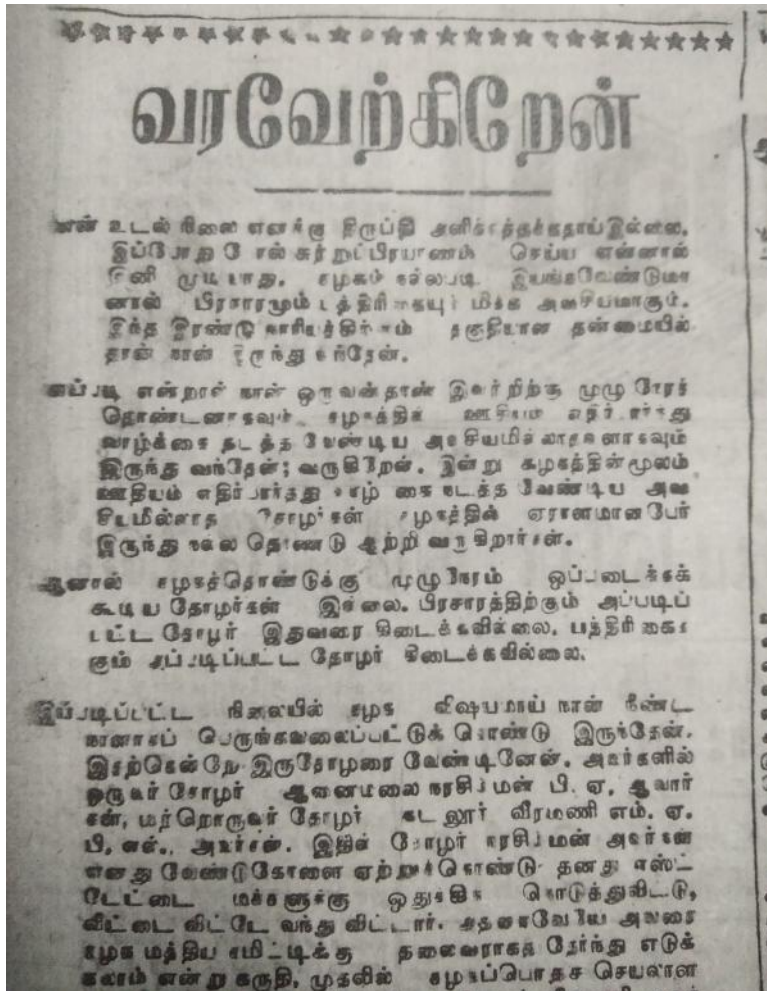 வரவேற்கிறேன்
என் உடல் நிலை எனக்கு திருப்தி அளிக்கத்தக்கதாய் இல்லை.
இப்போது போல் சுற்றுப்பிரயாணம் செய்ய என்னால்
இனி முடியாது. கழகம் நல்லபடி இயங்கவேண்டுமா
னால் பிரசாரமும் பத்திரிகையும் மிக்க அவசியமாகும்.
இந்த இரண்டு காரியத்திற்கும் தகுதியான தன்மையில்
தான் நான் இருந்து வந்தேன்.
எப்படி என்றால் நான் ஒருவன்தான் இவற்றிற்கு முழு நேரத்
தொண்டனாகவும் கழகத்தில் ஊதியம் எதிர்பார்த்து
வாழ்க்கை நடத்த வேண்டிய அவசியமில்லாதவனாகவும்
இருந்து வந்தேன்; வருகிறேன். இன்று கழகத்தின்மூலம்
ஊதியம் எதிர்பார்த்து வாழ்க்கை நடத்த வேண்டிய அவ
சியமில்லாத தோழர்கள் கழகத்தில் ஏராளமானபேர்
இருந்து நல்ல தொண்டு ஆற்றி வருகிறார்கள்.
ஆனால் கழகத்தொண்டுக்கு முழுநேரம் ஒப்படைக்கக்
கூடிய தோழர்கள் இல்லை. பிரசாரத்திற்கும் அப்படிப்
பட்ட தோழர் இதுவரை கிடைக்கவில்லை. பத்திரிகைக
கும் அப்படிப்பட்ட தோழர் கிடைக்கவில்லை.
இப்படிப்பட்ட நிலையில் கழக விஷயமாய் நான் நீண்ட
நாளாகப் பெருங்கவலைப்பட்டுக் கொண்டு இருந்தேன்.
இதற்கென்றே இருதோழரை வேண்டினேன். அவர்களில்
ஒருவர் தோழர் ஆனைமலை நரசிம்மன் பி. ஏ. ஆவார்
கள், மற்றொருவர் தோழர் கடலூர் வீரமணி எம். ஏ.
பி, எல்., அவர்கள். இதில் தோழர் நரசிம்மன் அவர்கள்
எனது வேண்டுகோளை ஏற்றுக்கொண்டு தனது எஸ்ட்
டேட்டை மக்களுக்கு ஒதுக்கிக் கொடுத்துவிட்டு,
வீட்டை விட்டே வந்து விட்டார். அதனாலேயே அவரை
கழக மத்திய கமிட்டிக்கு தலைவராகத் தேர்ந்து எடுக்
கலாம் என்று கருதி, முதலில் கழகப்பொதுச் செயலாள